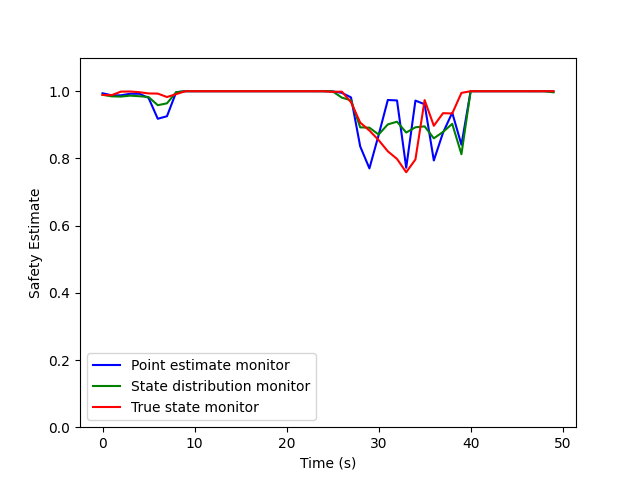 1.0
0.8
0.6
0.4
0.2
0.0
Safety Estimate
Point estimate monitor
State distribution monitor
True state monitor
0 10 20 30 40 50
Time (s)